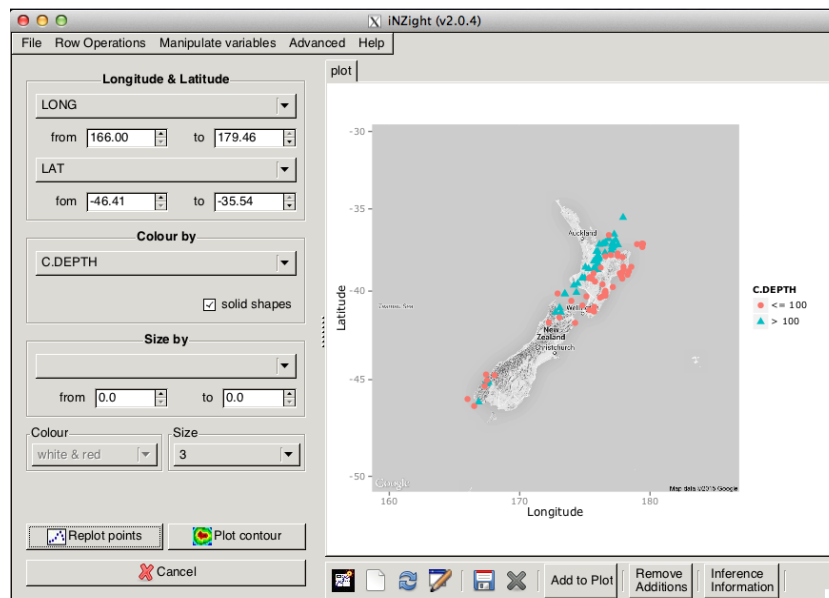 iNZight (v2.0.4)
File Row Operations Manipulate variables Advanced Help
Longitude & Latitude
LONG
from 166.00 to 179.46
LAT
fom -46.41 to -35.54
Colour by
C.DEPTH
solid shapes
Size by
from 0.0 to 0.0
Colour
white & red
Size
3
Replot points
Plot contour
Cancel
plot
-30
-35
-40
-45
-50
Latitude
Auckland
Tasman Sea
New
Zealand
Christchurch
Google
Map data ©2015 Google
160
170
180
Longitude
C.DEPTH
<= 100
> 100
Add to Plot
Remove
Additions
Inference
Information